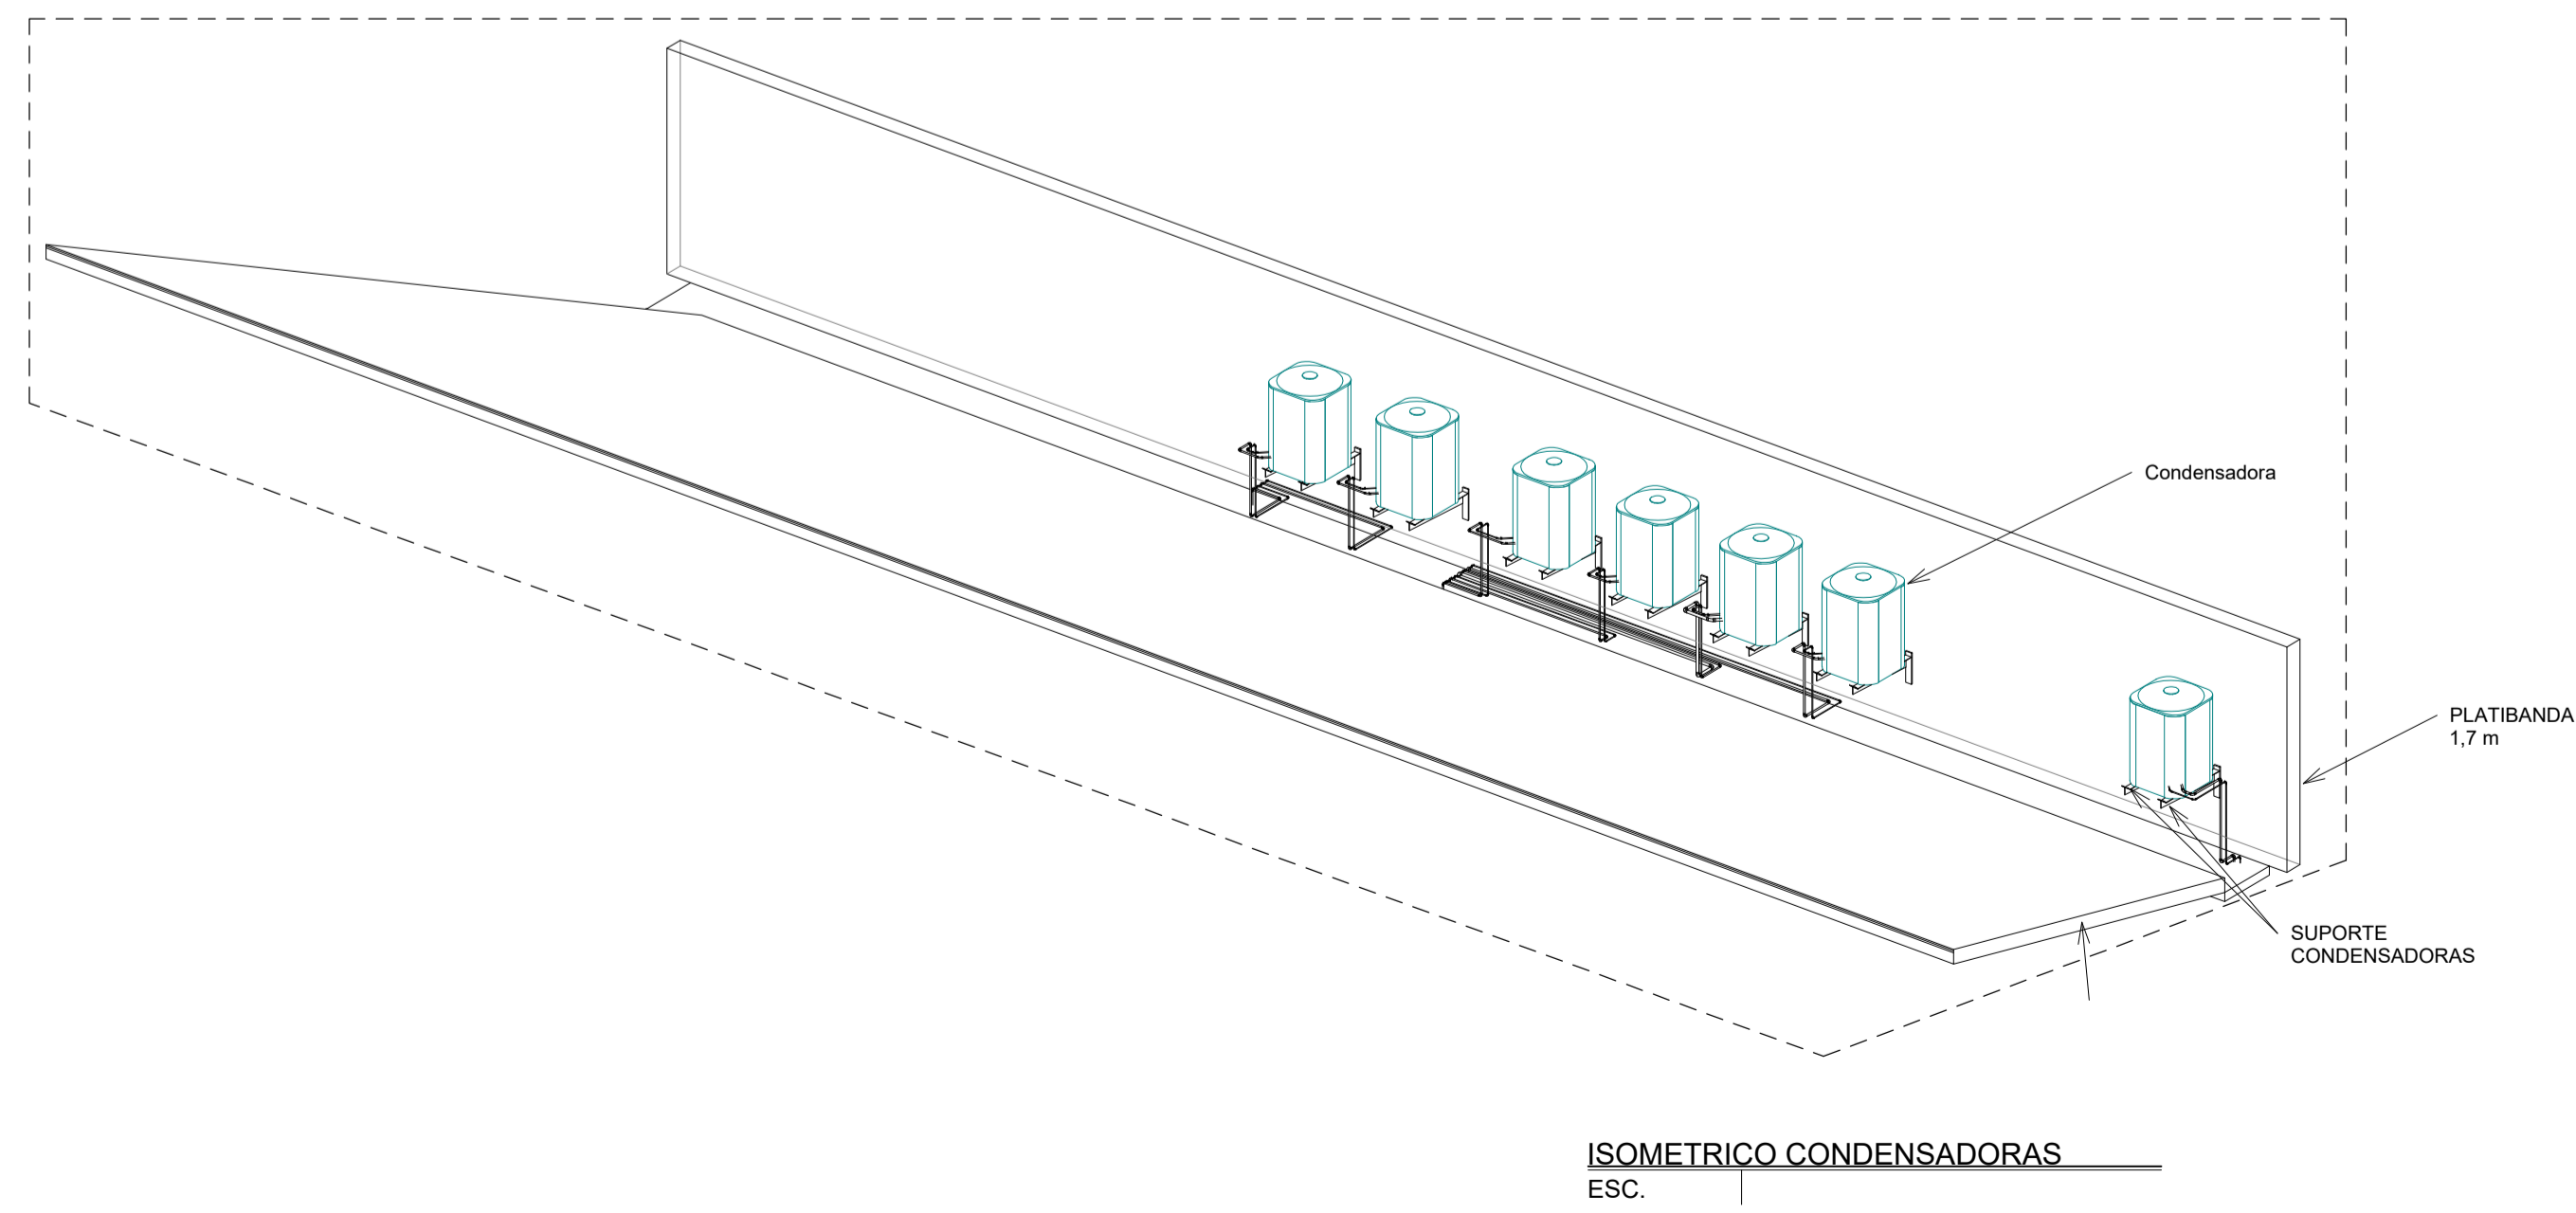 Condensadora
PLATIBANDA
1,7 m
SUPORTE
CONDENSADORAS
ISOMETRICO CONDENSADORAS
ESC.